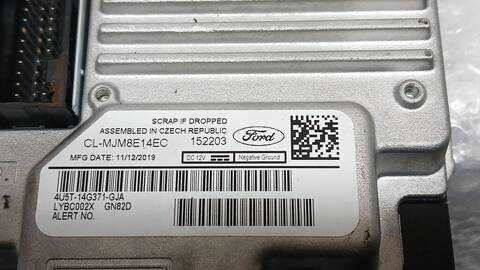 SCRAP IF DROPPED
ASSEMBLED IN CZECH REPUBLIC
CL-MJM8E14EC 152203
Ford
MFG DATE: 11/12/2019
DC 12V
Negative Ground
4U5T-14G371-GJA
LYBC002X GN82D
ALERT NO.